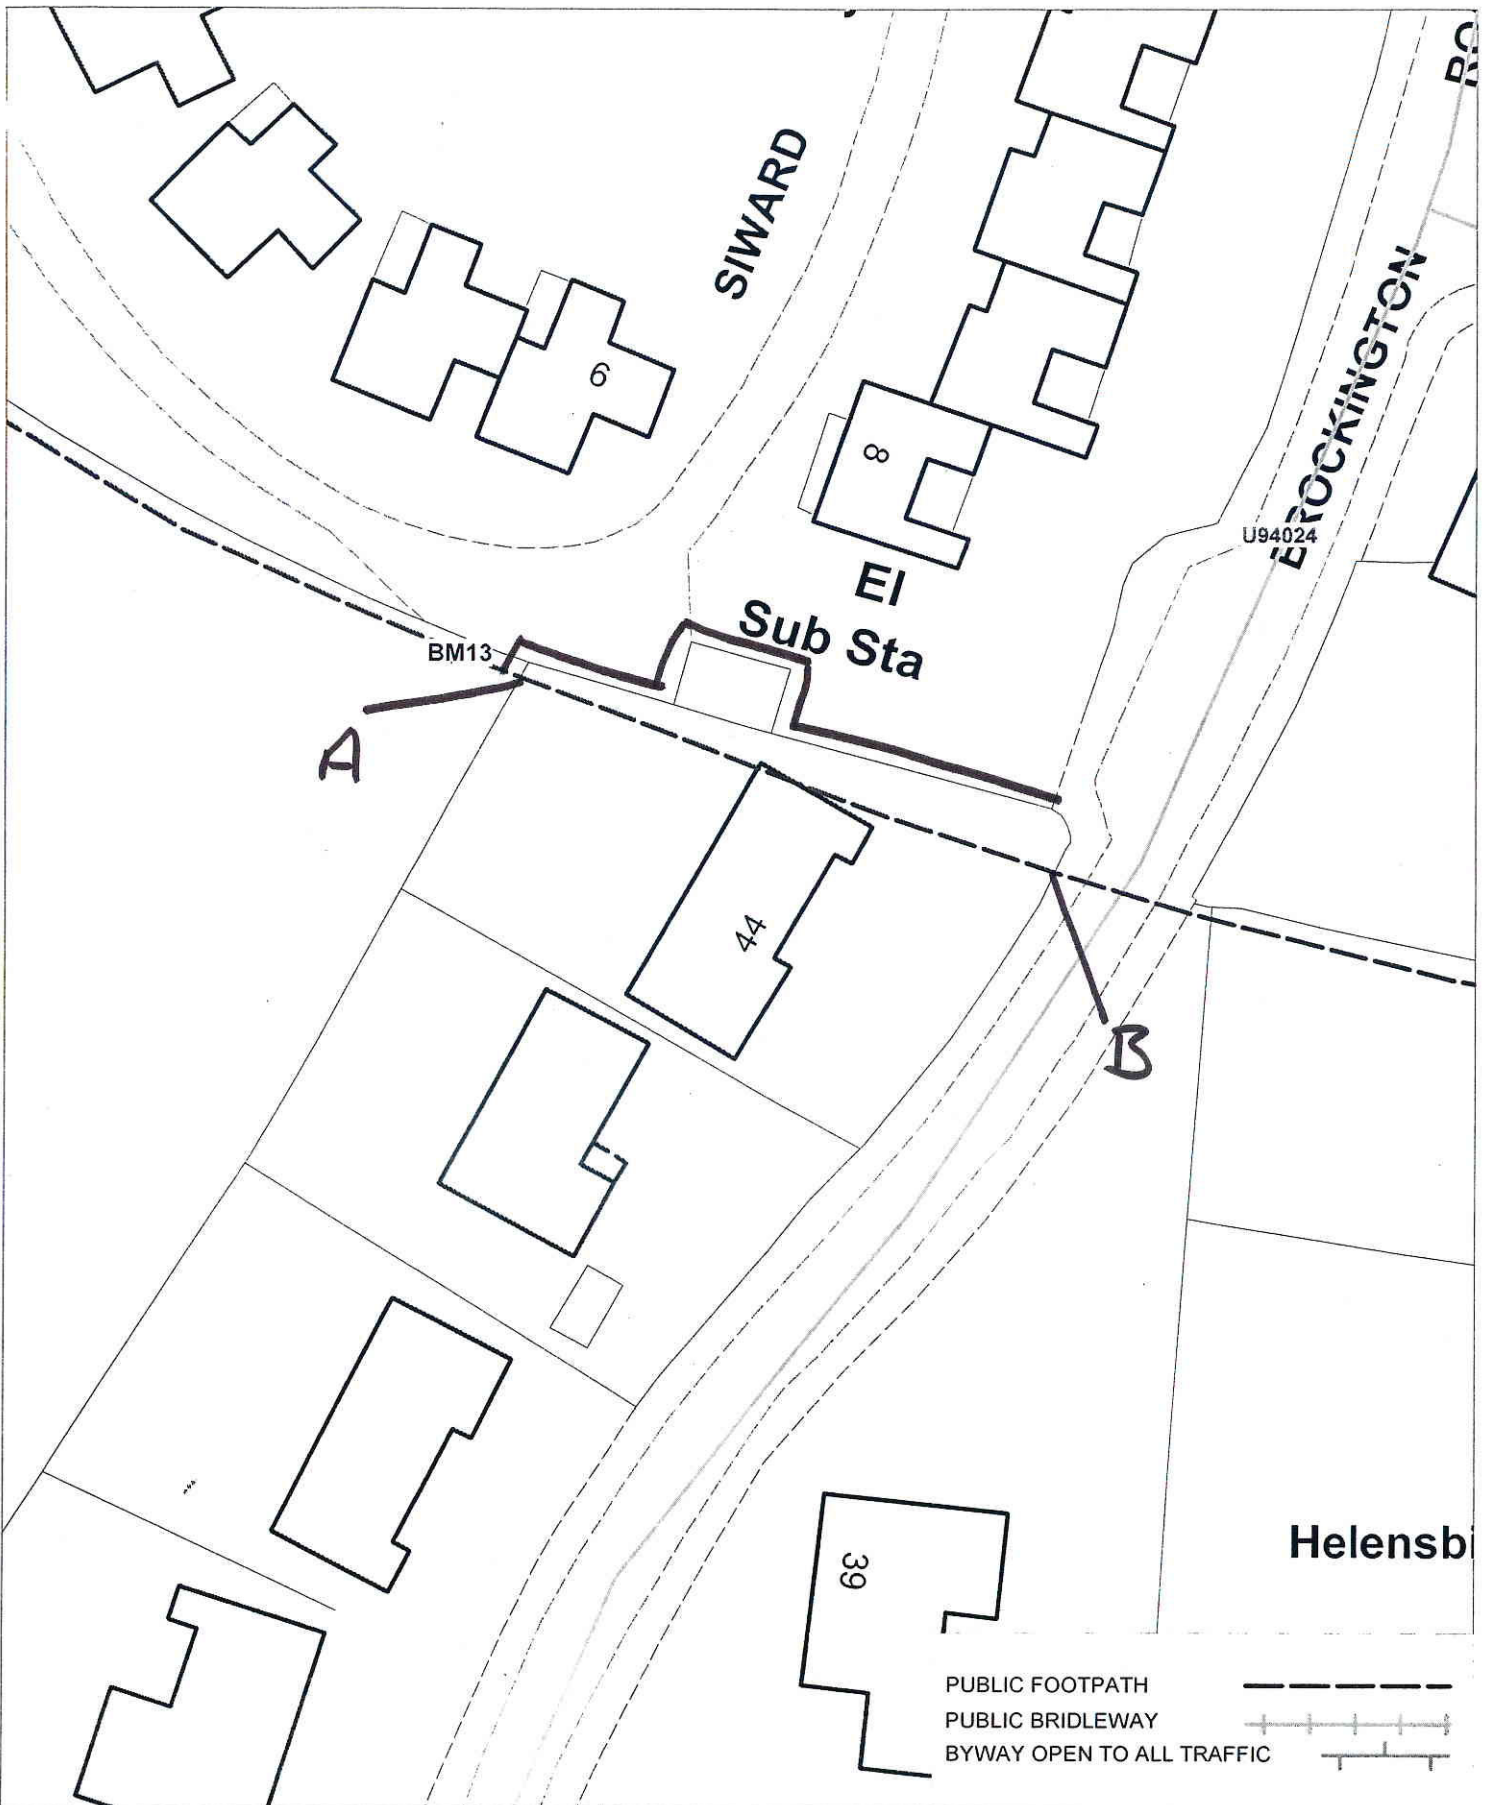 SIWARD
BROCKINGTON
6
8
U94024
El
Sub Sta
BM13
A
44
B
Helensb
39
PUBLIC FOOTPATH
PUBLIC BRIDLEWAY
BYWAY OPEN TO ALL TRAFFIC